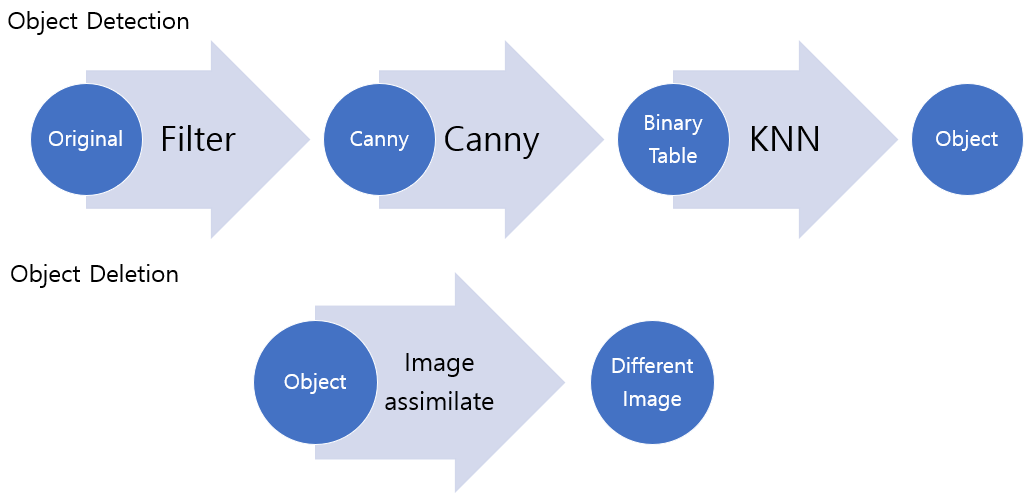 Object Detection
Original
Filter
Canny
Canny
Binary
Table
KNN
Object
Object Deletion
Object
Image
assimilate
Different
Image